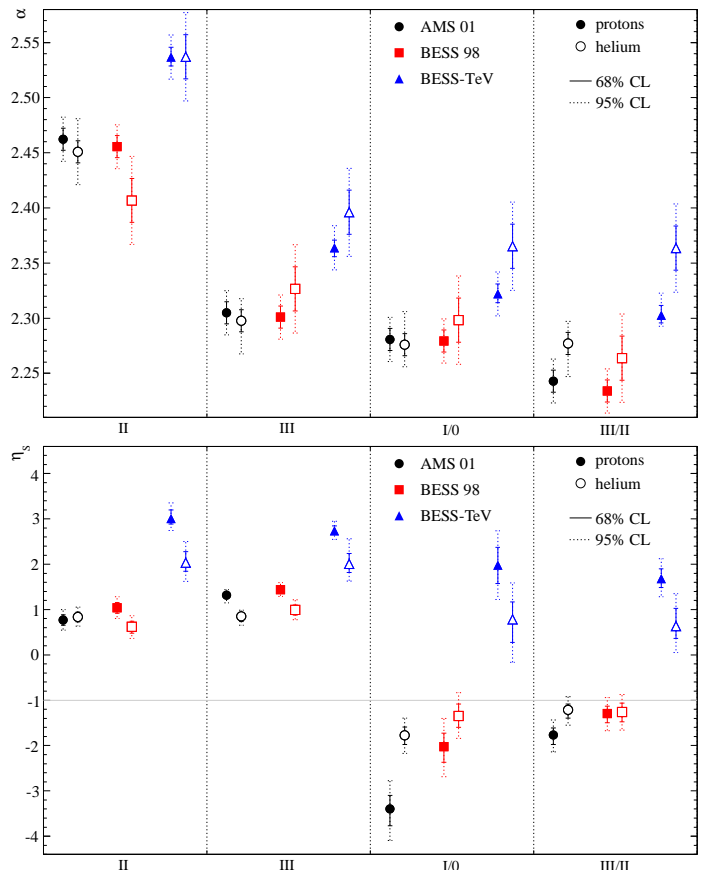 α
2.55
2.50
2.45
2.40
2.35
2.30
2.25
AMS 01
BESS 98
BESS-TeV
protons
helium
68% CL
95% CL
II III I/0 III/II
ηs
4
3
2
1
0
-1
-2
-3
-4
AMS 01
BESS 98
BESS-TeV
protons
helium
68% CL
95% CL
II III I/0 III/II